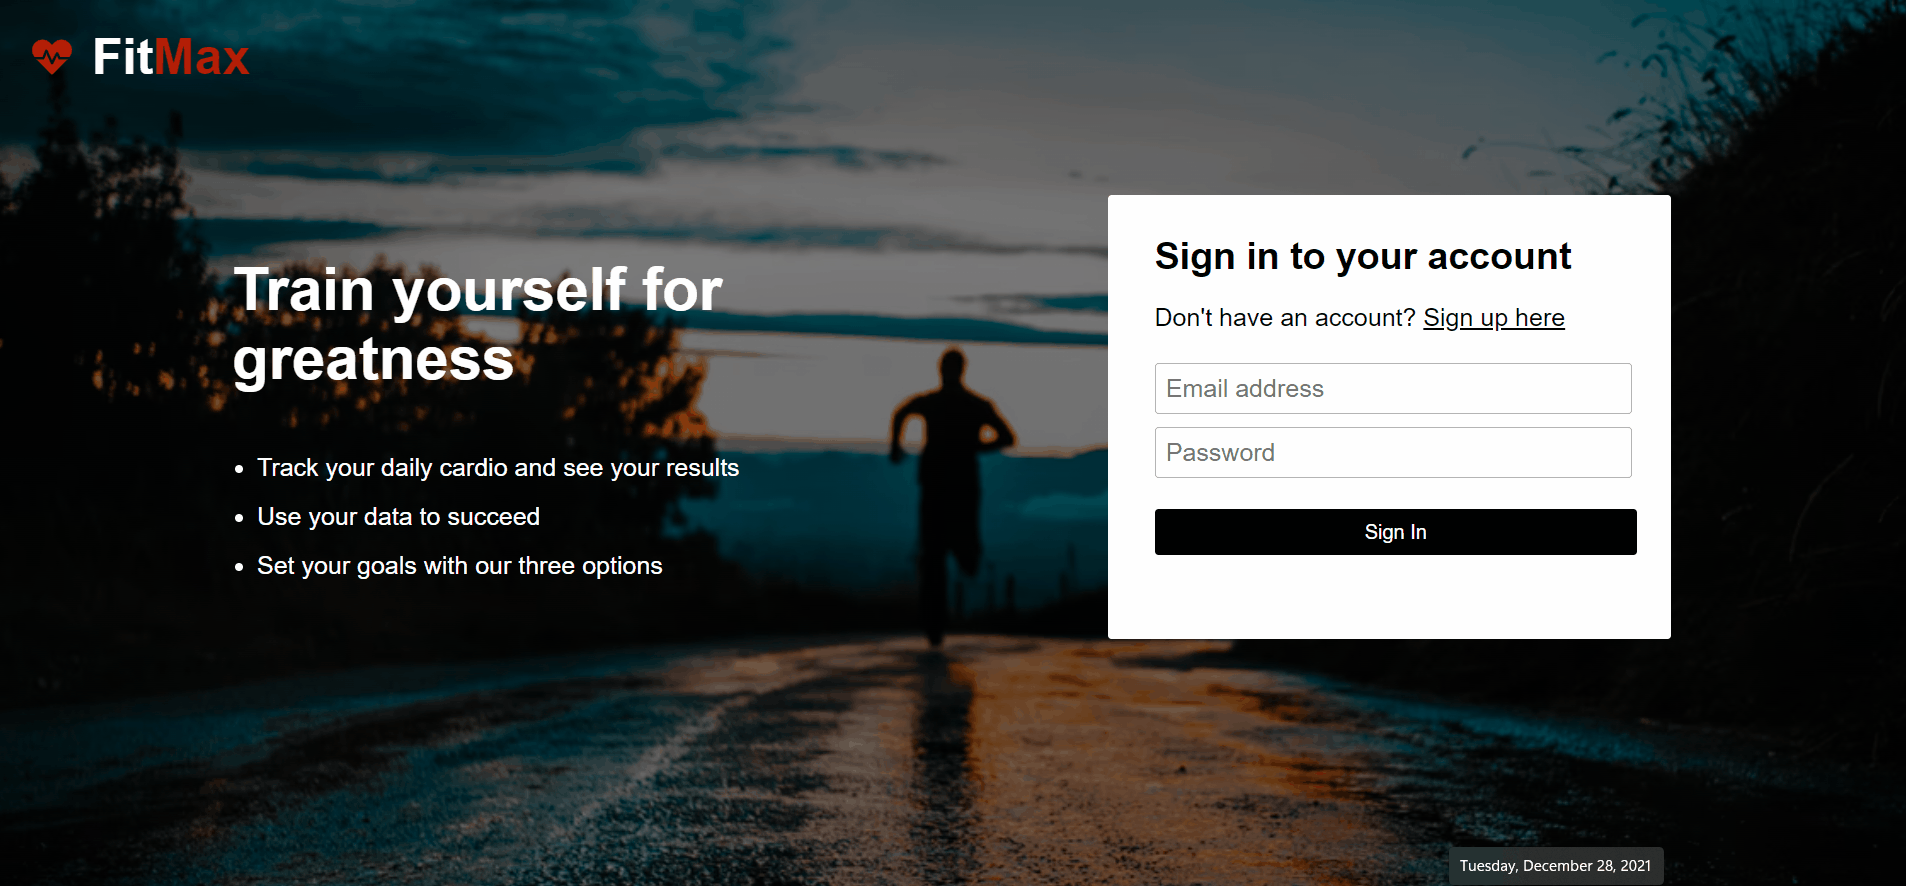 FitMax
Train yourself for
greatness
Track your daily cardio and see your results
Use your data to succeed
Set your goals with our three options
Sign in to your account
Don't have an account? Sign up here
Email address
Password
Sign In
Tuesday, December 28, 2021